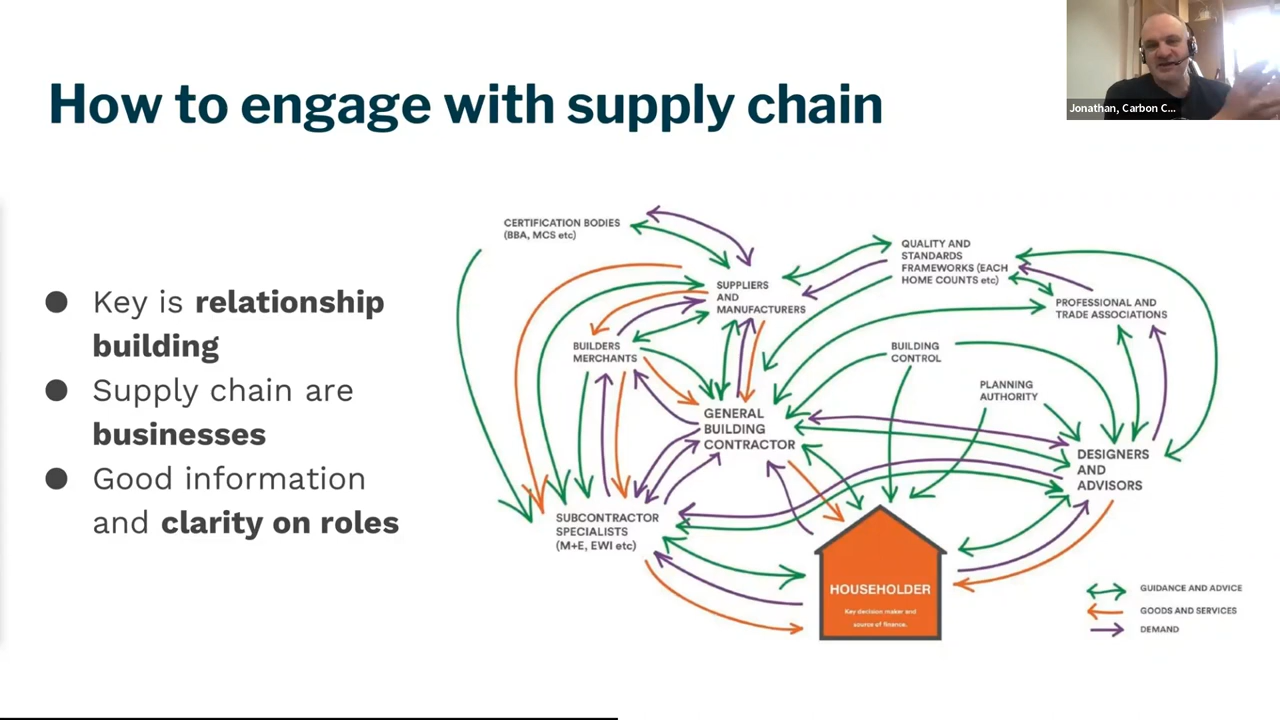 How to engage with supply chain
Jonathan, Carbon C...
● Key is relationship
building
● Supply chain are
businesses
● Good information
and clarity on roles
CERTIFICATION BODIES
(BBA, MCS etc)
SUPPLIERS
AND
MANUFACTURERS
QUALITY AND
STANDARDS
FRAMEWORKS (EACH
HOME COUNTS etc)
PROFESSIONAL AND
TRADE ASSOCIATIONS
BUILDERS
MERCHANTS
BUILDING
CONTROL
PLANNING
AUTHORITY
GENERAL
BUILDING
CONTRACTOR
DESIGNERS
AND
ADVISORS
SUBCONTRACTOR
SPECIALISTS
(M+E, EWI etc)
HOUSEHOLDER
Key decision maker and
source of finance.
GUIDANCE AND ADVICE
GOODS AND SERVICES
DEMAND